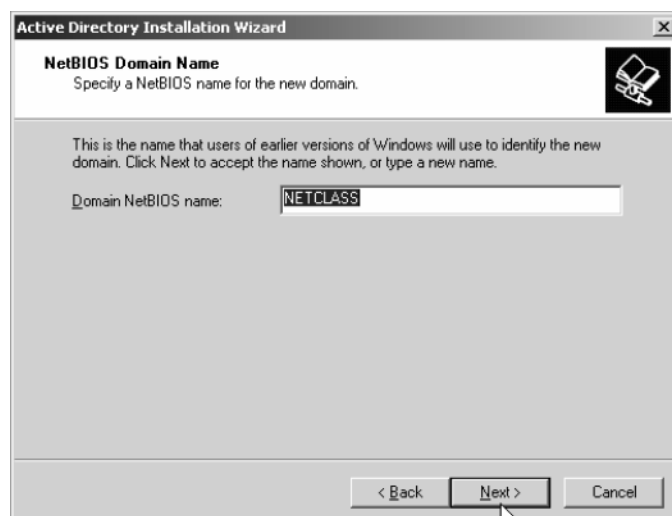 Active Directory Installation Wizard
NetBIOS Domain Name
Specify a NetBIOS name for the new domain.
This is the name that users of earlier versions of Windows will use to identify the new
domain. Click Next to accept the name shown, or type a new name.
Domain NetBIOS name: NETCLASS
< Back Next > Cancel